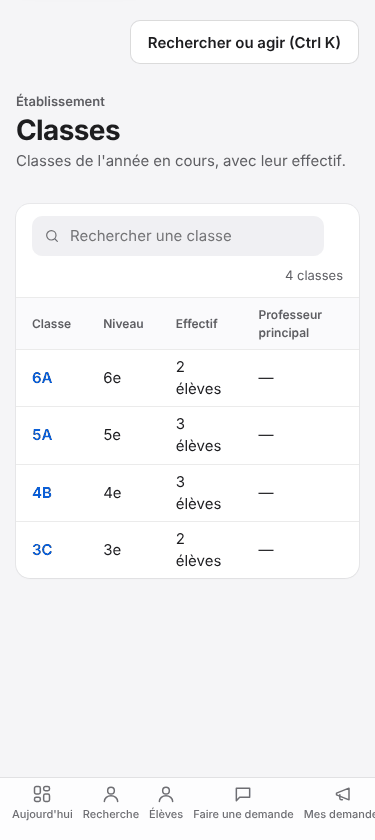 Rechercher ou agir (Ctrl K)
Établissement
Classes
Classes de l'année en cours, avec leur effectif.
Rechercher une classe
4 classes
Classe Niveau Effectif Professeur principal
6A 6e 2 élèves —
5A 5e 3 élèves —
4B 4e 3 élèves —
3C 3e 2 élèves —
Aujourd'hui Recherche Élèves Faire une demande Mes demande